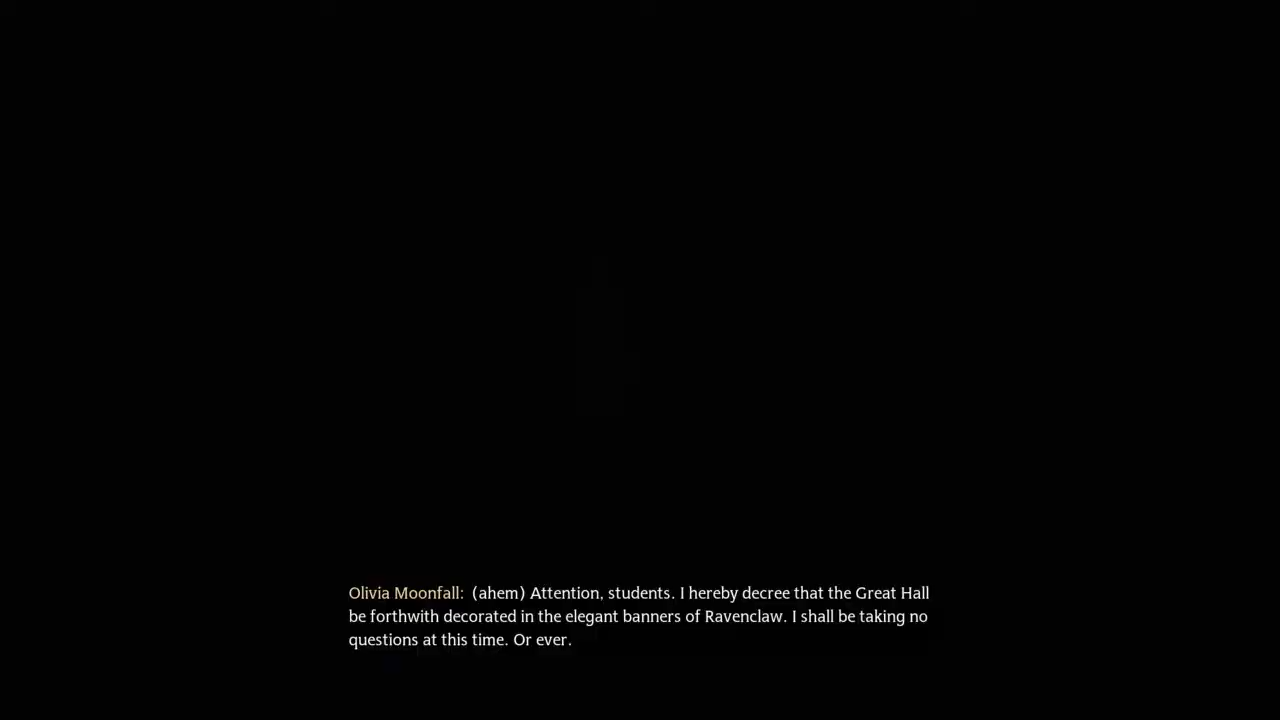 Olivia Moonfall: (ahem) Attention, students. I hereby decree that the Great Hall
be forthwith decorated in the elegant banners of Ravenclaw. I shall be taking no
questions at this time. Or ever.